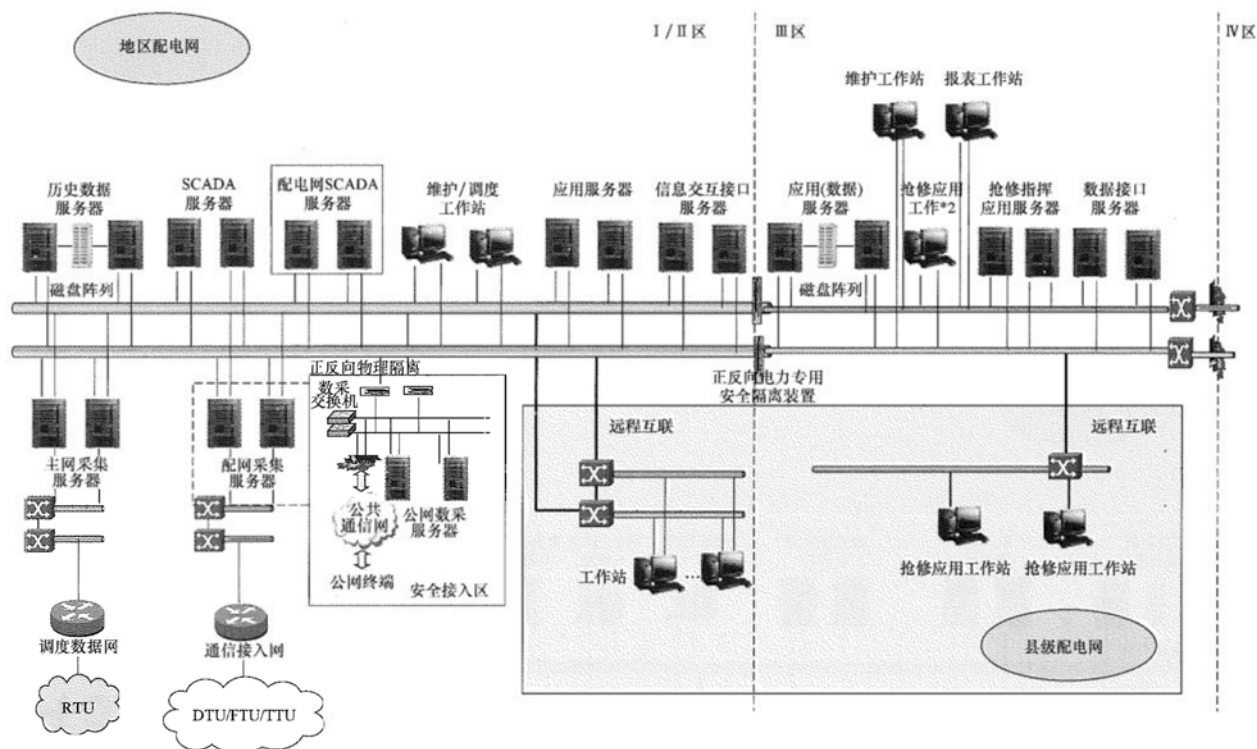 地区配电网
I/II区
III区
IV区
维护工作站
报表工作站
历史数据
服务器
SCADA
服务器
配电网SCADA
服务器
维护/调度
工作站
应用服务器
信息交互接口
服务器
应用(数据)
服务器
抢修应用
工作*2
抢修指挥
应用服务器
数据接口
服务器
磁盘阵列
磁盘阵列
正反向物理隔离
数采
交换机
正反向电力专用
安全隔离装置
主网采集
服务器
配网采集
服务器
公共
通信网
公网数采
服务器
公网终端
安全接入区
远程互联
远程互联
工作站
...
抢修应用工作站
抢修应用工作站
调度数据网
通信接入网
县级配电网
RTU
DTU/FTU/TTU